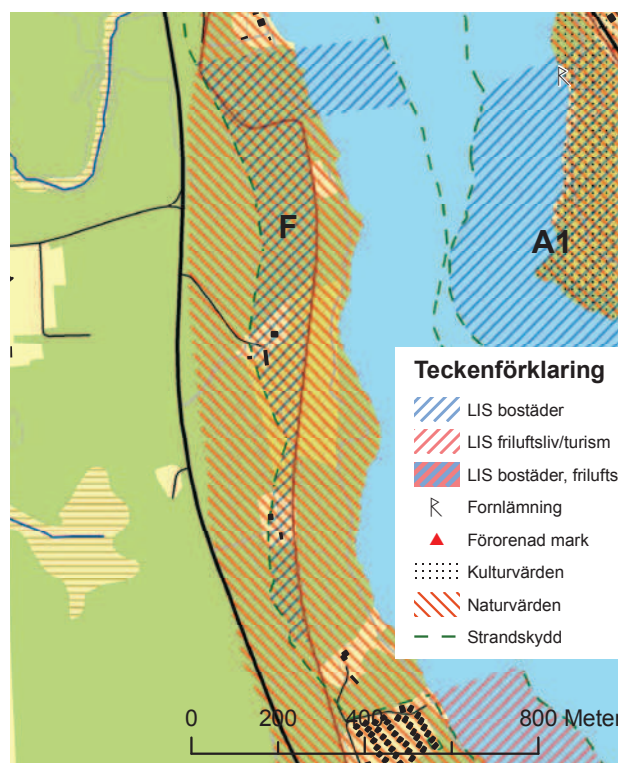 F
A1
Teckenförklaring
LIS bostäder
LIS friluftsliv/turism
LIS bostäder, frilufts
Fornlämning
Förorenad mark
Kulturvärden
Naturvärden
Strandskydd
0 200 400 800 Meter